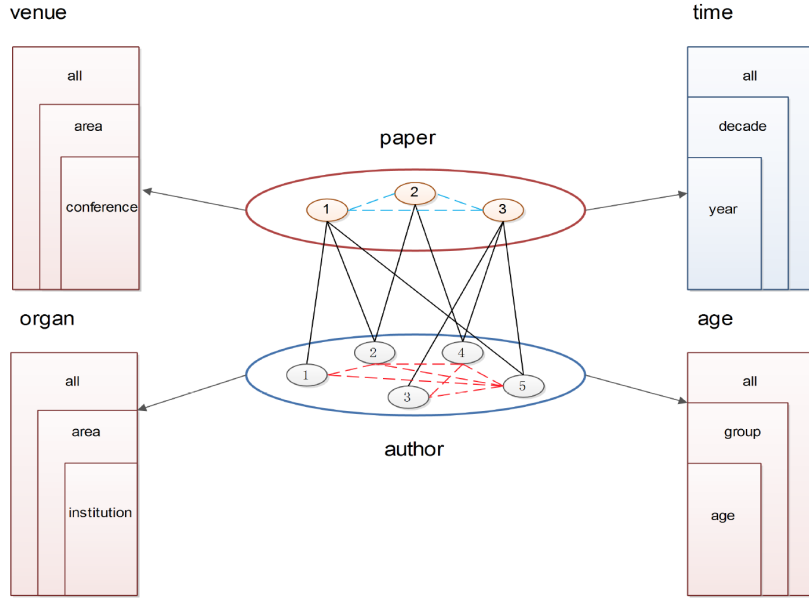 venue
time
all
area
conference
paper
1
2
3
all
decade
year
organ
age
all
area
institution
1
2
3
4
5
author
all
group
age